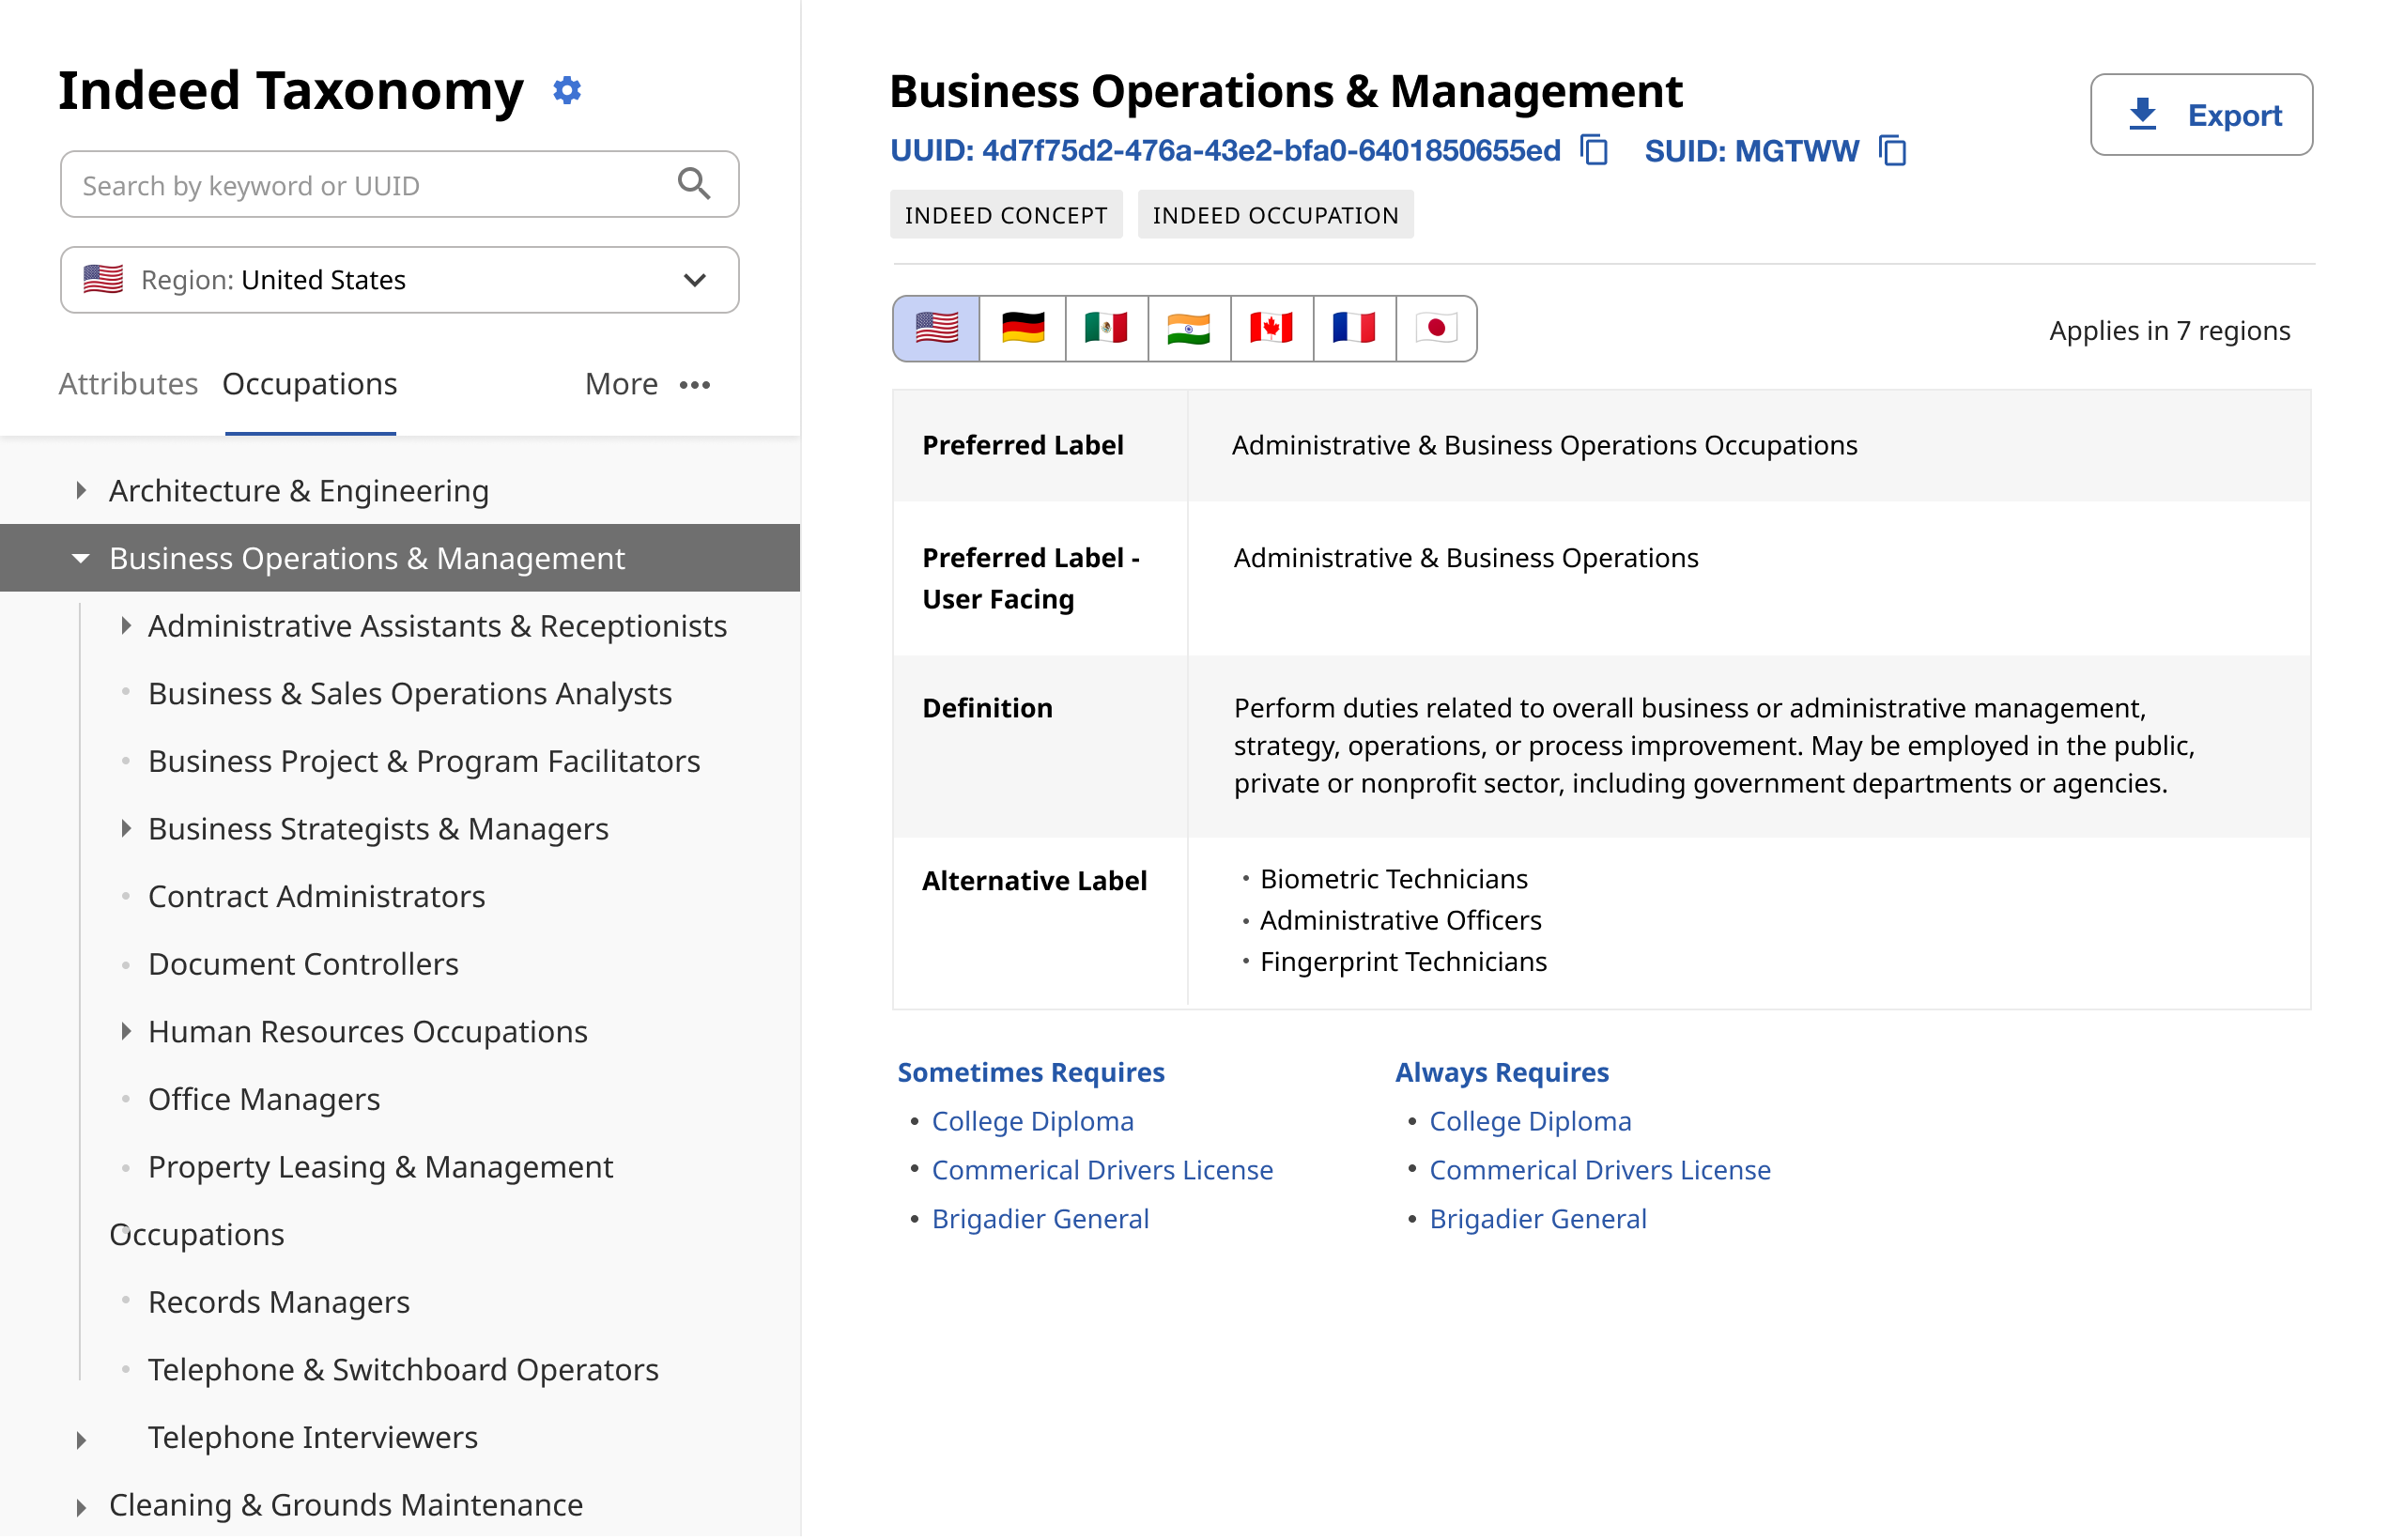 Indeed Taxonomy
Search by keyword or UUID
Region: United States
Attributes
Occupations
More
Architecture & Engineering
Business Operations & Management
Administrative Assistants & Receptionists
Business & Sales Operations Analysts
Business Project & Program Facilitators
Business Strategists & Managers
Contract Administrators
Document Controllers
Human Resources Occupations
Office Managers
Property Leasing & Management
Occupations
Records Managers
Telephone & Switchboard Operators
Telephone Interviewers
Cleaning & Grounds Maintenance
Business Operations & Management
UUID: 4d7f75d2-476a-43e2-bfa0-6401850655ed
SUID: MGTWW
Export
INDEED CONCEPT
INDEED OCCUPATION
Applies in 7 regions
Preferred Label
Administrative & Business Operations Occupations
Preferred Label -
User Facing
Administrative & Business Operations
Definition
Perform duties related to overall business or administrative management,
strategy, operations, or process improvement. May be employed in the public,
private or nonprofit sector, including government departments or agencies.
Alternative Label
• Biometric Technicians
• Administrative Officers
• Fingerprint Technicians
Sometimes Requires
• College Diploma
• Commerical Drivers License
• Brigadier General
Always Requires
• College Diploma
• Commerical Drivers License
• Brigadier General